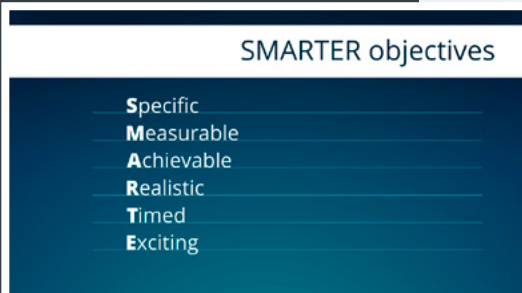 SMARTER objectives
Specific
Measurable
Achievable
Realistic
Timed
Exciting